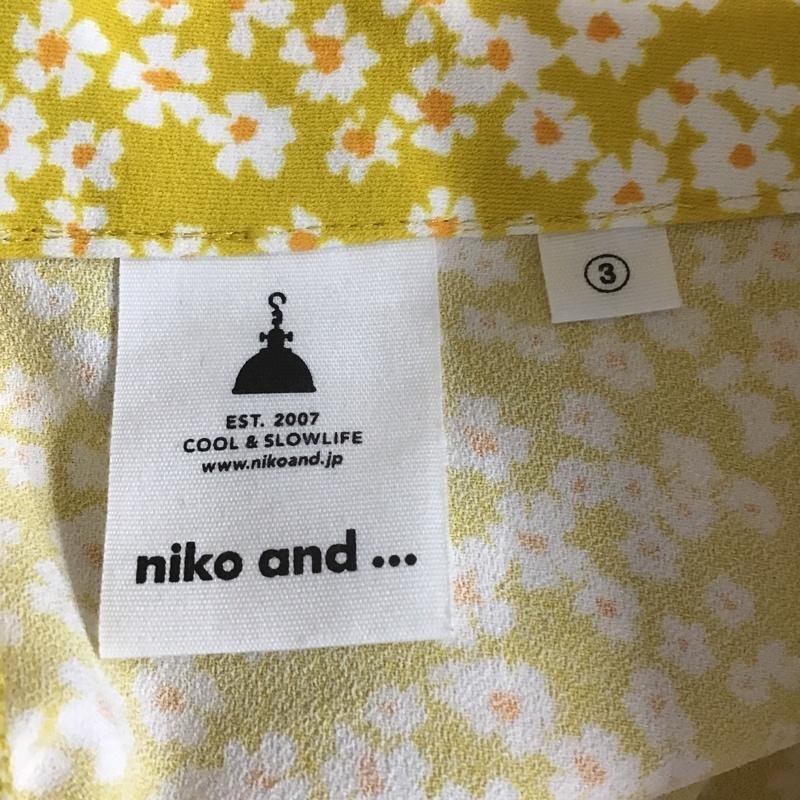 ③
EST. 2007
COOL & SLOWLIFE
www.nikoand.jp
niko and ...